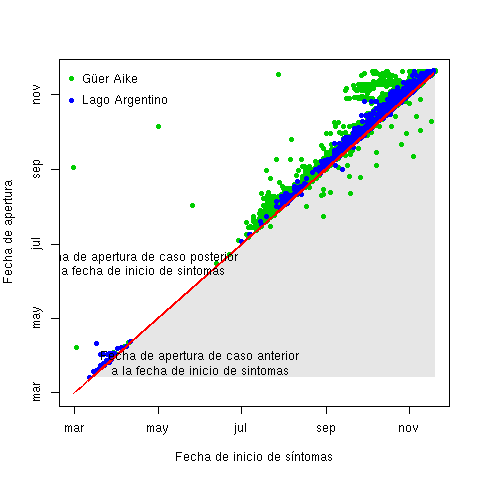 Güer Aike
Lago Argentino
nov
sep
jul
may
mar
Fecha de apertura
de apertura de caso posterior
la fecha de inicio de sintomas
cha de apertura de caso anterior
a la fecha de inicio de sintomas
mar
may
jul
sep
nov
Fecha de inicio de síntomas